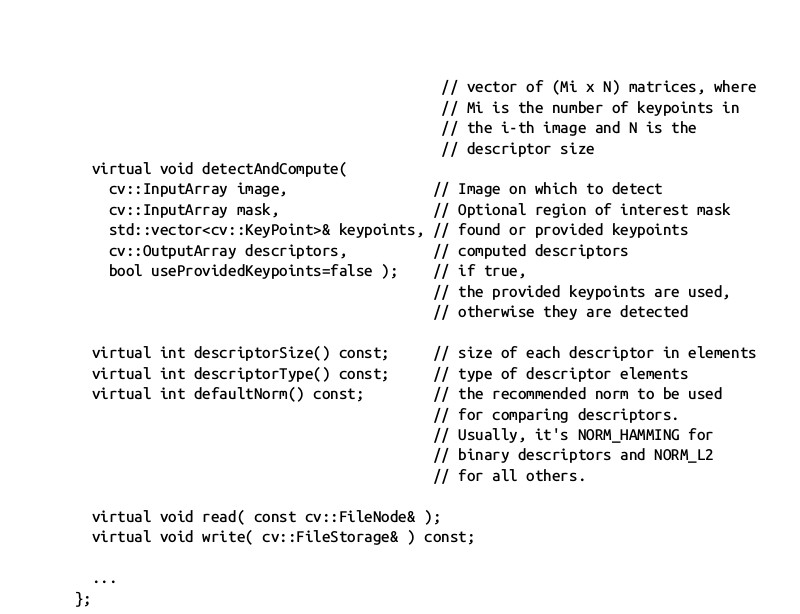 // vector of (Mi x N) matrices, where
// Mi is the number of keypoints in
// the i-th image and N is the
// descriptor size
virtual void detectAndCompute(
cv::InputArray image, // Image on which to detect
cv::InputArray mask, // Optional region of interest mask
std::vector<cv::KeyPoint>& keypoints, // found or provided keypoints
cv::OutputArray descriptors, // computed descriptors
bool useProvidedKeypoints=false ); // if true,
// the provided keypoints are used,
// otherwise they are detected
virtual int descriptorSize() const; // size of each descriptor in elements
virtual int descriptorType() const; // type of descriptor elements
virtual int defaultNorm() const; // the recommended norm to be used
// for comparing descriptors.
// Usually, it's NORM_HAMMING for
// binary descriptors and NORM_L2
// for all others.
virtual void read( const cv::FileNode& );
virtual void write( cv::FileStorage& ) const;
...
};